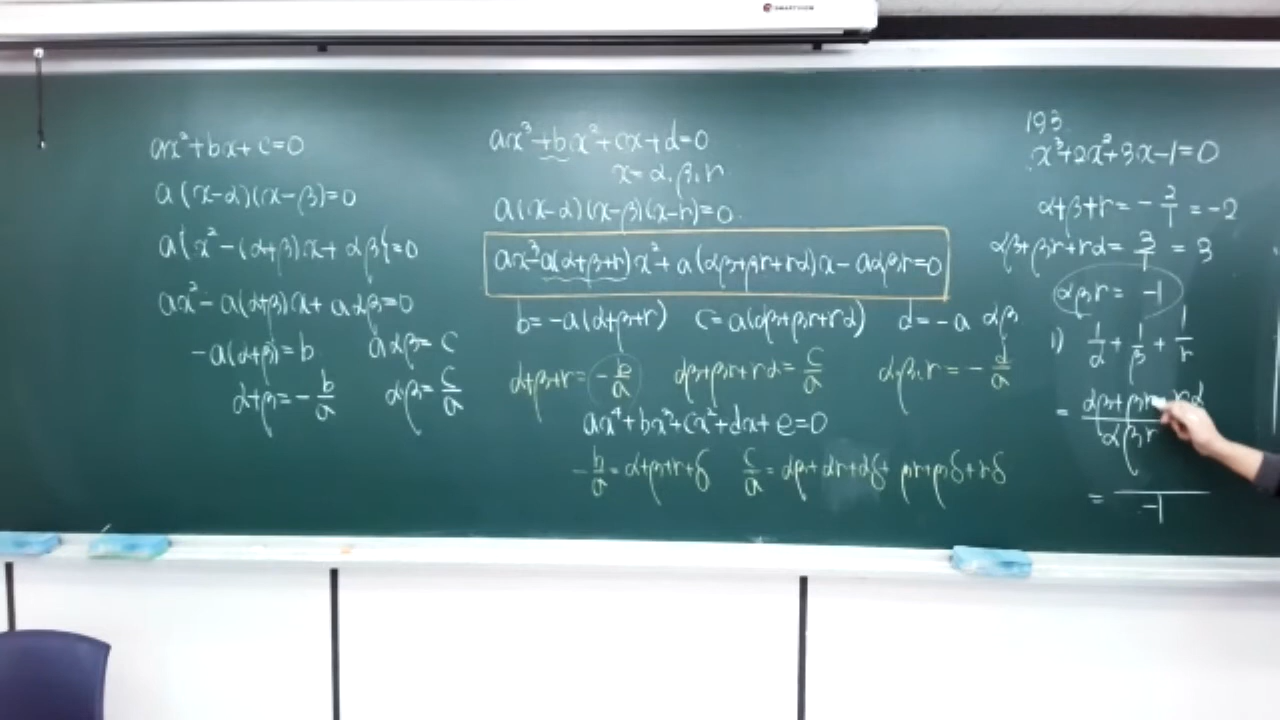 SMARTVIEW
ax²+bx+c=0
a(x-α)(x-β)=0
a{x²-(α+β)x+αβ}=0
ax²-a(α+β)x+aαβ=0
-a(α+β)=b aαβ=c
α+β=-b/a αβ=c/a
ax³+bx²+cx+d=0
x=α,β,r
a(x-α)(x-β)(x-r)=0
ax³-a(α+β+r)x²+a(αβ+βr+rα)x-aαβr=0
b=-a(α+β+r) c=a(αβ+βr+rα) d=-a αβ
α+β+r=-b/a αβ+βr+rα=c/a αβr=-d/a
ax⁴+bx³+cx²+dx+e=0
-b/a=α+β+r+δ c/a=αβ+αr+αδ+ βr+βδ+rδ
193.
x³+2x²+3x-1=0
α+β+r=-2/1=-2
αβ+βr+rα=3/1=3
αβr= -1
1) 1/α+1/β+1/r
=αβ+βr+rα/αβr
= /-1